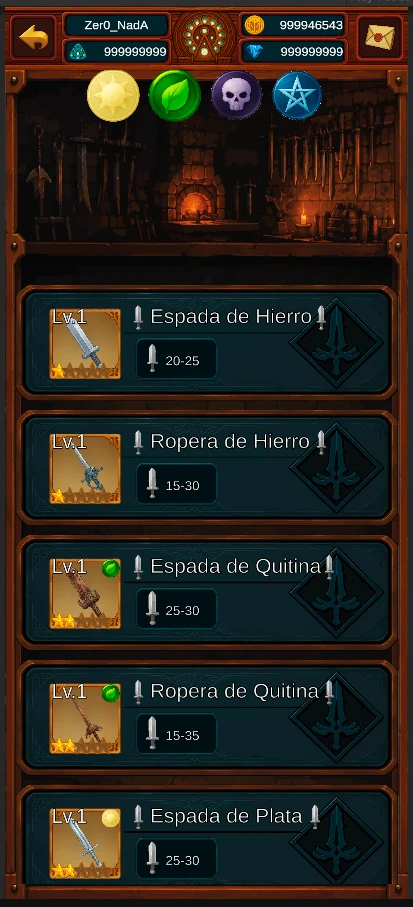 Zer0_NadA
999946543
999999999
999999999
Lv.1
Espada de Hierro
20-25
Lv.1
Ropera de Hierro
15-30
Lv.1
Espada de Quitina
25-30
Lv.1
Ropera de Quitina
15-35
Lv.1
Espada de Plata
25-30